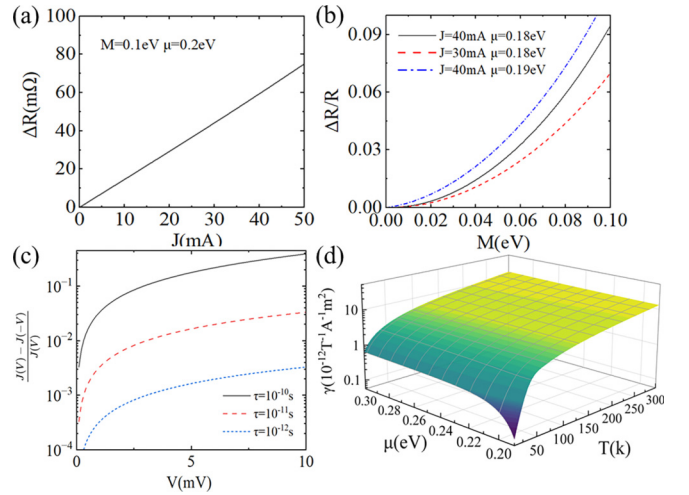 (a)
ΔR(mΩ)
100
80
60
40
20
0
M=0.1eV μ=0.2eV
0 10 20 30 40 50
J(mA)
(b)
ΔR/R
0.09
0.06
0.03
0.00
J=40mA μ=0.18eV
J=30mA μ=0.18eV
J=40mA μ=0.19eV
0.00 0.02 0.04 0.06 0.08 0.10
M(eV)
(c)
J(V) − J(−V)
J(V)
10⁻¹
10⁻²
10⁻³
10⁻⁴
τ=10⁻¹⁰s
τ=10⁻¹¹s
τ=10⁻¹²s
0 5 10
V(mV)
(d)
γ(10⁻¹²T⁻¹A⁻¹m²)
10
5
1
0.5
0.1
0.30 0.28 0.26 0.24 0.22 0.20
μ(eV)
50 100 150 200 250 300
T(k)